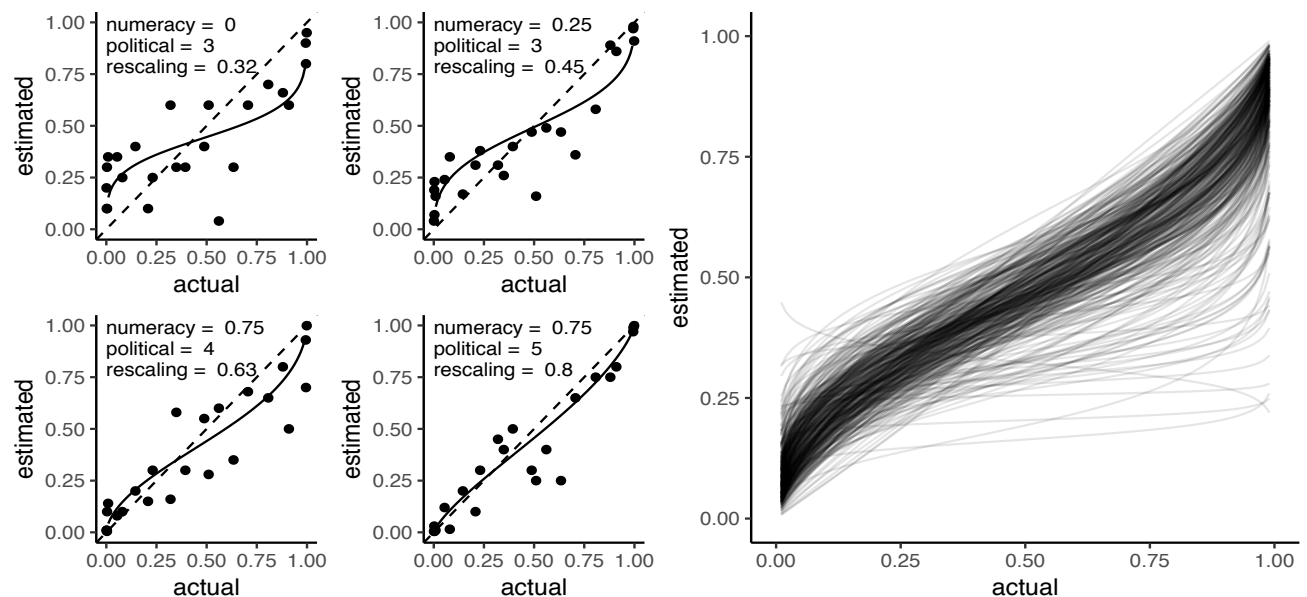 numeracy = 0
political = 3
rescaling = 0.32
1.00
0.75
0.50
0.25
0.00
estimated
0.00 0.25 0.50 0.75 1.00
actual
numeracy = 0.25
political = 3
rescaling = 0.45
1.00
0.75
0.50
0.25
0.00
estimated
0.00 0.25 0.50 0.75 1.00
actual
numeracy = 0.75
political = 4
rescaling = 0.63
1.00
0.75
0.50
0.25
0.00
estimated
0.00 0.25 0.50 0.75 1.00
actual
numeracy = 0.75
political = 5
rescaling = 0.8
1.00
0.75
0.50
0.25
0.00
estimated
0.00 0.25 0.50 0.75 1.00
actual
1.00
0.75
0.50
0.25
0.00
estimated
0.00 0.25 0.50 0.75 1.00
actual